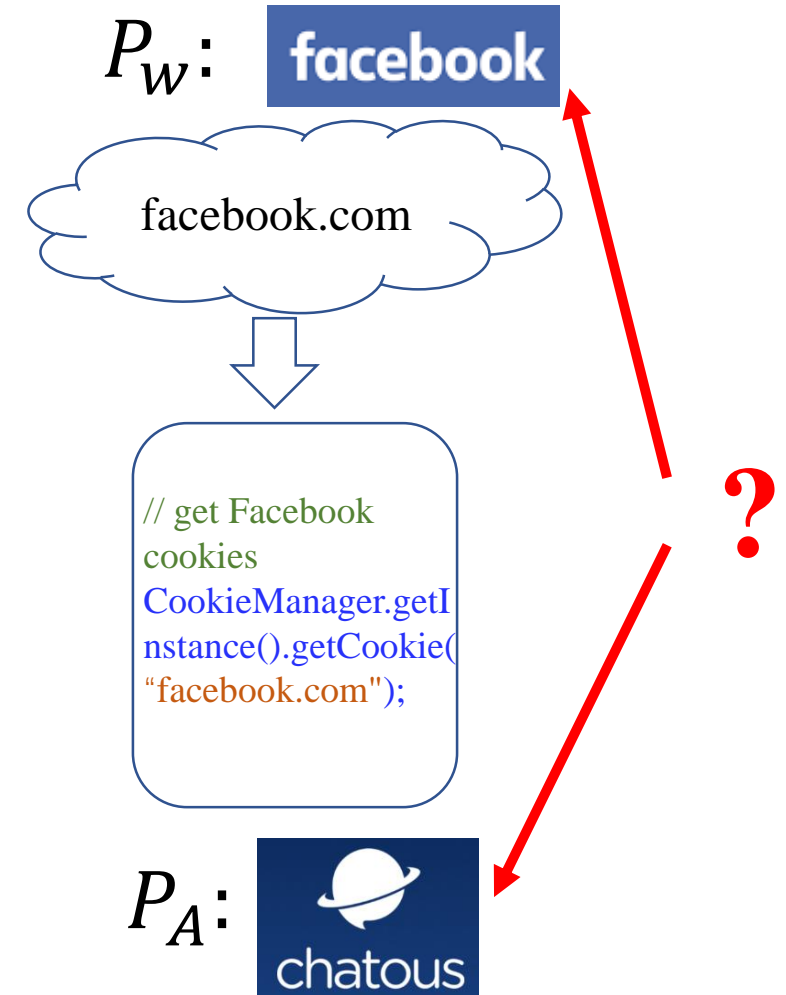 P_W: facebook
facebook.com
// get Facebook
cookies
CookieManager.getI
nstance().getCookie(
“facebook.com");
?
P_A: chatous